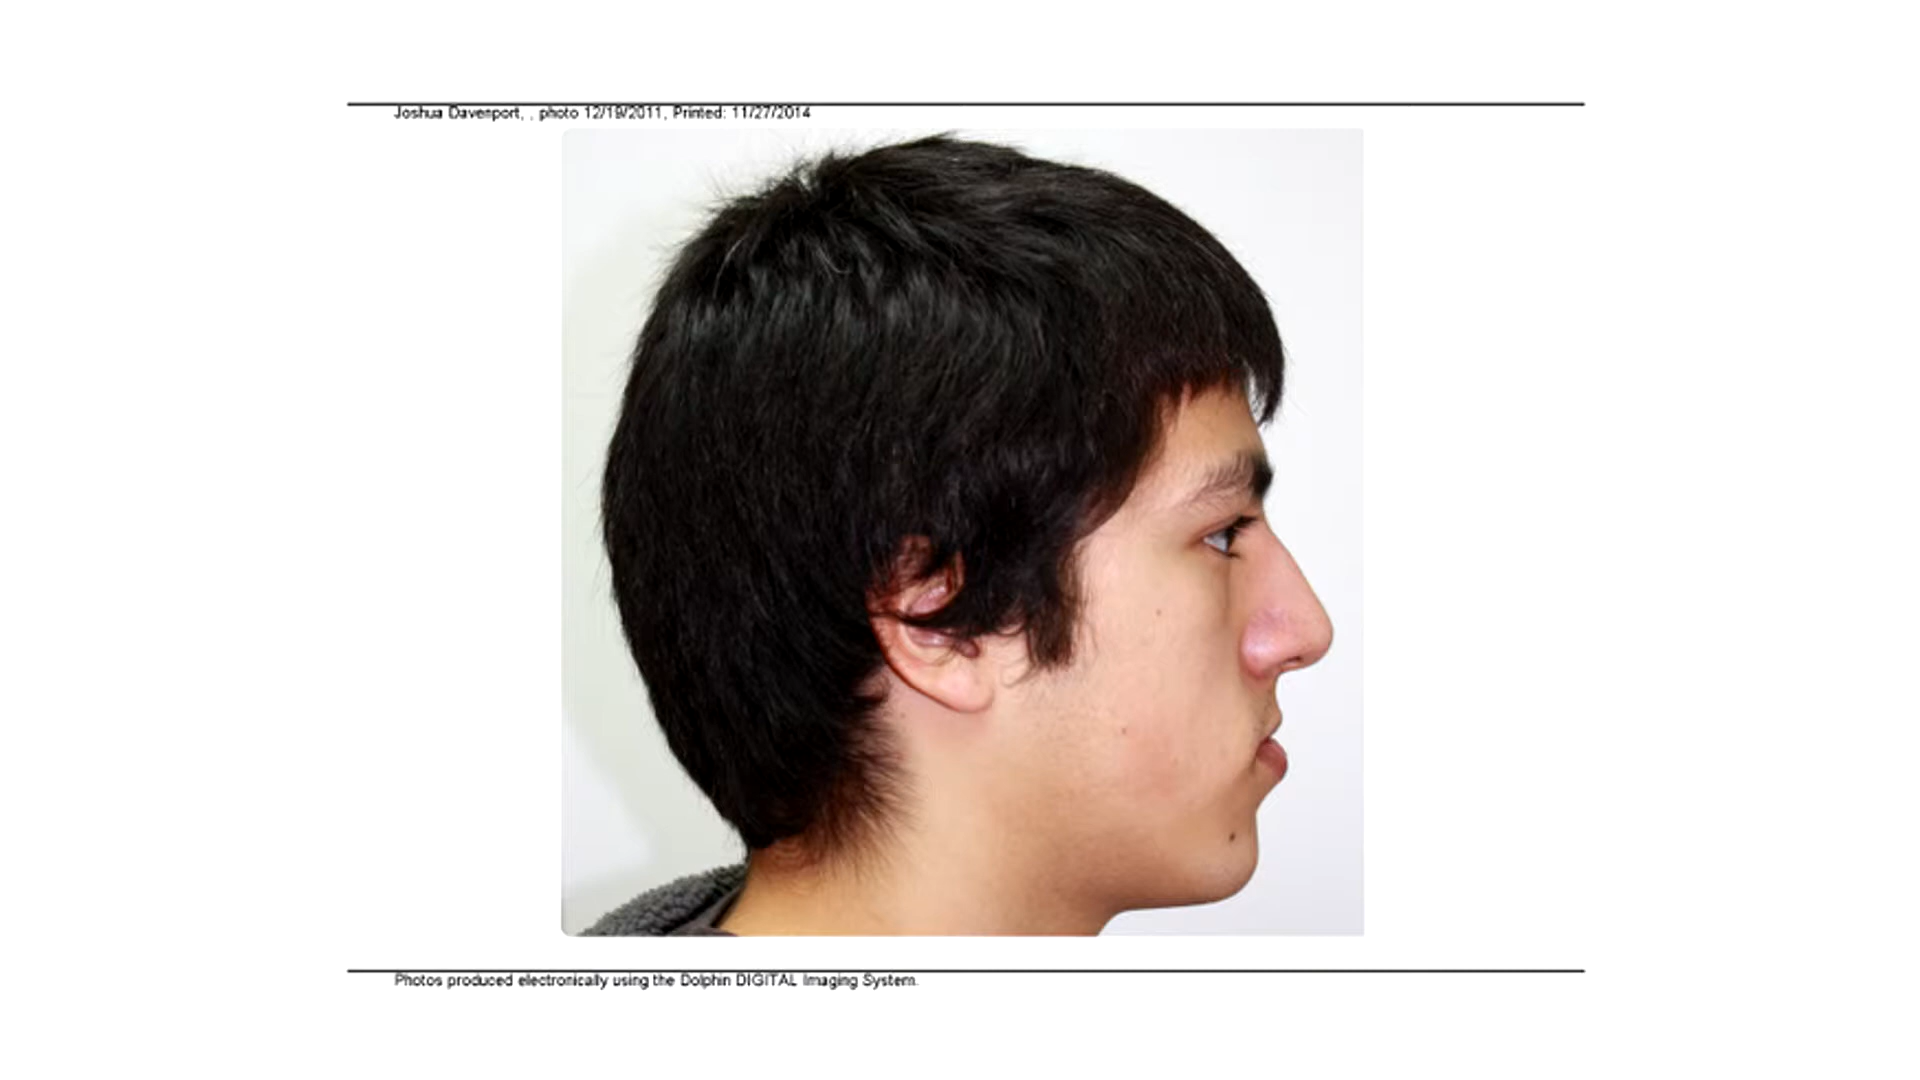 Joshua Davenport, , photo 12/19/2011, Printed: 11/27/2014
Photos produced electronically using the Dolphin DIGITAL Imaging System.